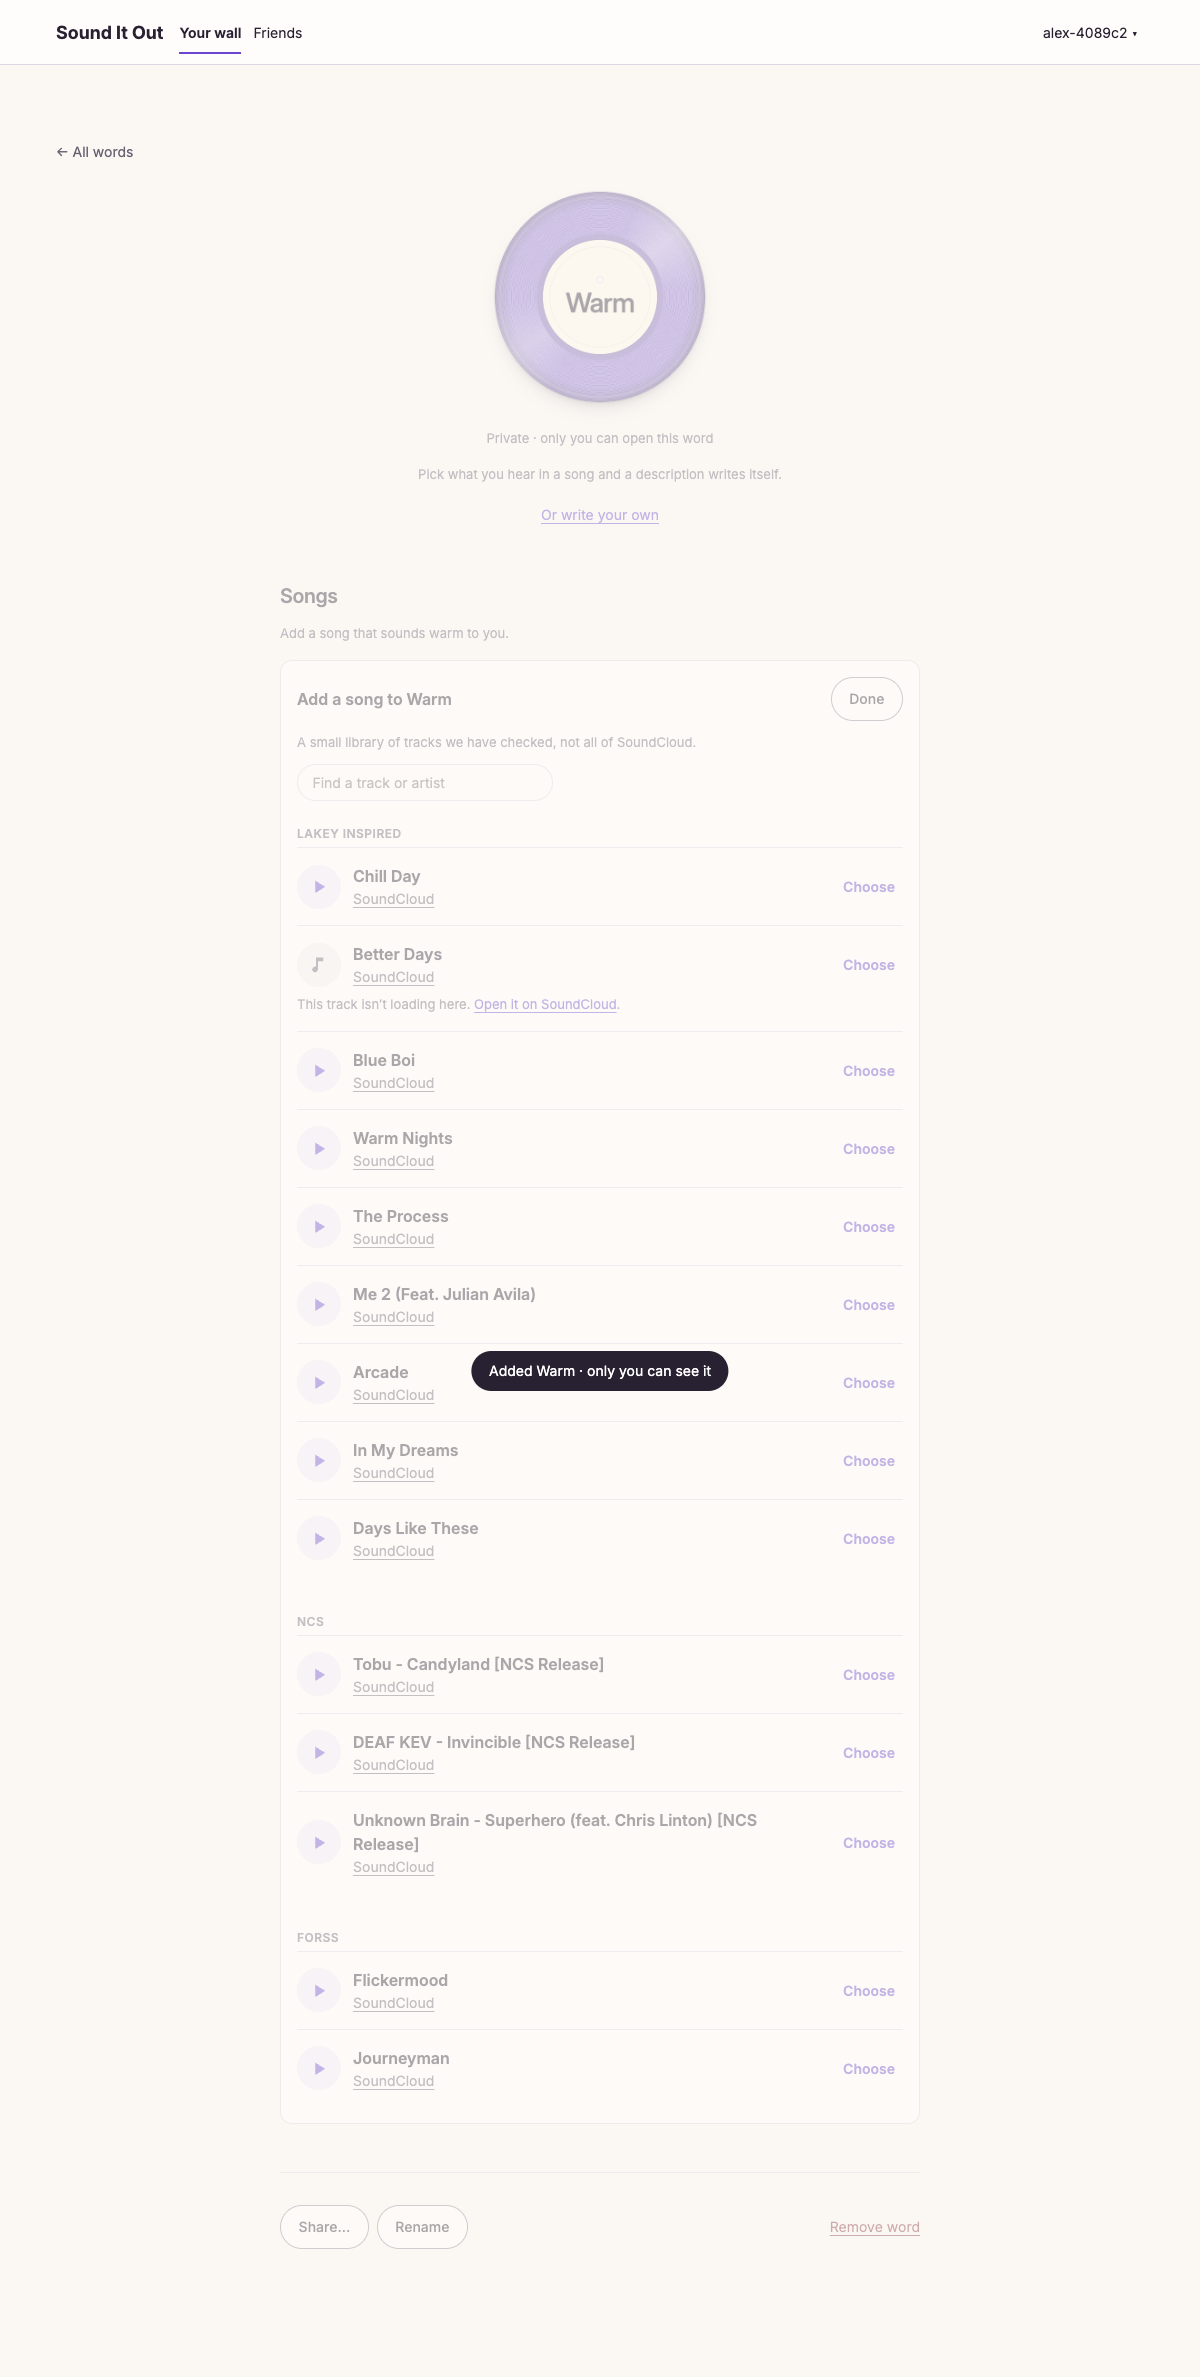 Sound It Out Your wall Friends alex-4089c2 ▾
← All words
Warm
Private · only you can open this word
Pick what you hear in a song and a description writes itself.
Or write your own
Songs
Add a song that sounds warm to you.
Add a song to Warm Done
A small library of tracks we have checked, not all of SoundCloud.
Find a track or artist
LAKEY INSPIRED
Chill Day
SoundCloud
Choose
Better Days
SoundCloud
Choose
This track isn't loading here. Open it on SoundCloud.
Blue Boi
SoundCloud
Choose
Warm Nights
SoundCloud
Choose
The Process
SoundCloud
Choose
Me 2 (Feat. Julian Avila)
SoundCloud
Choose
Arcade
SoundCloud
Choose
Added Warm · only you can see it
In My Dreams
SoundCloud
Choose
Days Like These
SoundCloud
Choose
NCS
Tobu - Candyland [NCS Release]
SoundCloud
Choose
DEAF KEV - Invincible [NCS Release]
SoundCloud
Choose
Unknown Brain - Superhero (feat. Chris Linton) [NCS
Release]
SoundCloud
Choose
FORSS
Flickermood
SoundCloud
Choose
Journeyman
SoundCloud
Choose
Share... Rename Remove word